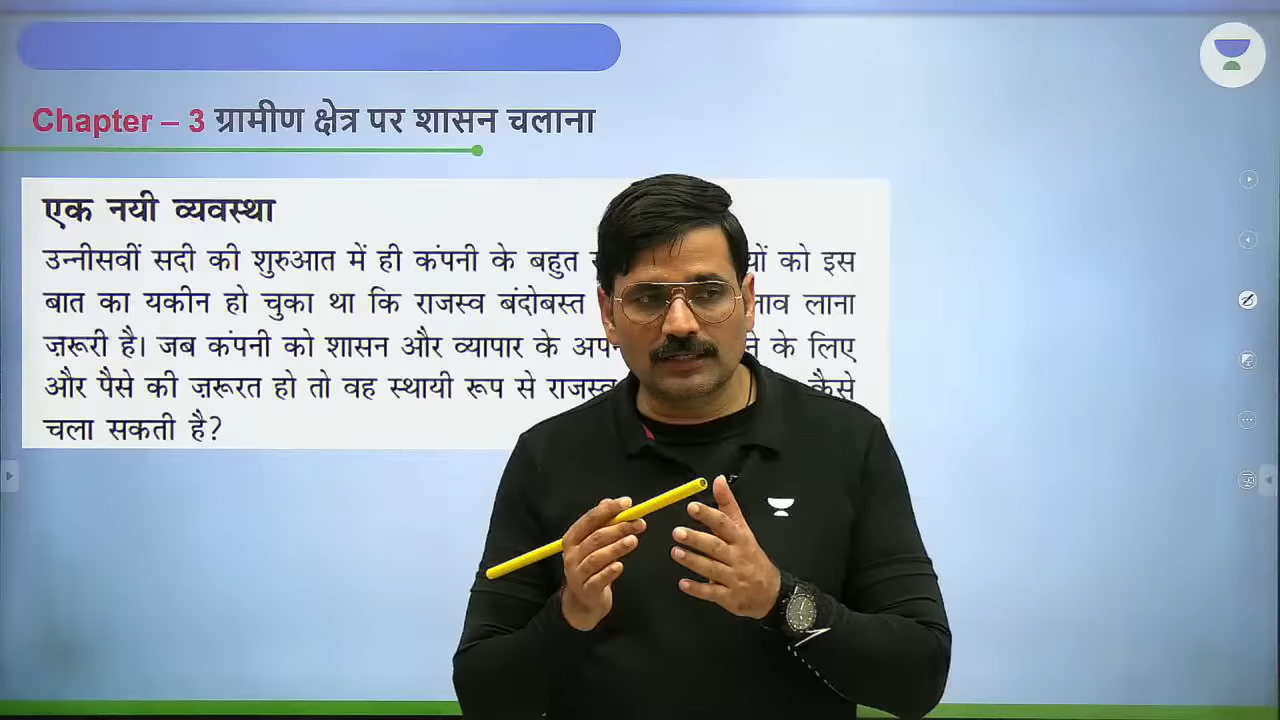 Chapter – 3 ग्रामीण क्षेत्र पर शासन चलाना
एक नयी व्यवस्था
उन्नीसवीं सदी की शुरुआत में ही कंपनी के बहुत को इस
बात का यकीन हो चुका था कि राजस्व बंदोबस्त लाना
ज़रूरी है। जब कंपनी को शासन और व्यापार के के लिए
और पैसे की ज़रूरत हो तो वह स्थायी रूप से राजस्व कैसे
चला सकती है?